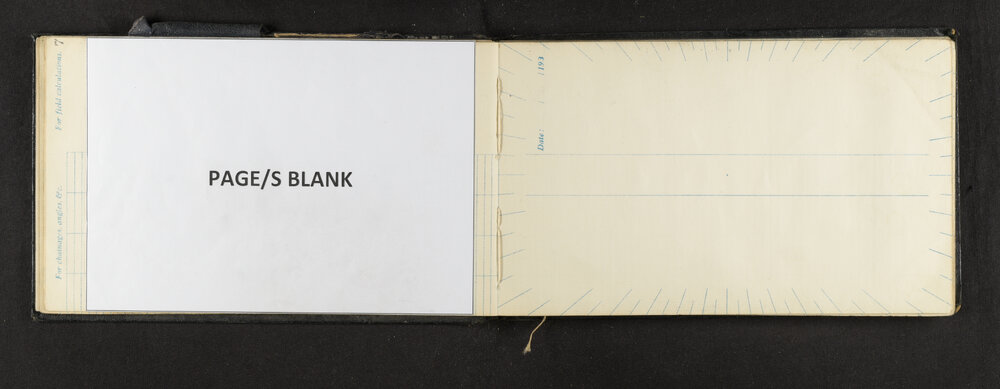 For chainages, angles, &c.
For field calculations.
7
PAGE/S BLANK
Date:
193